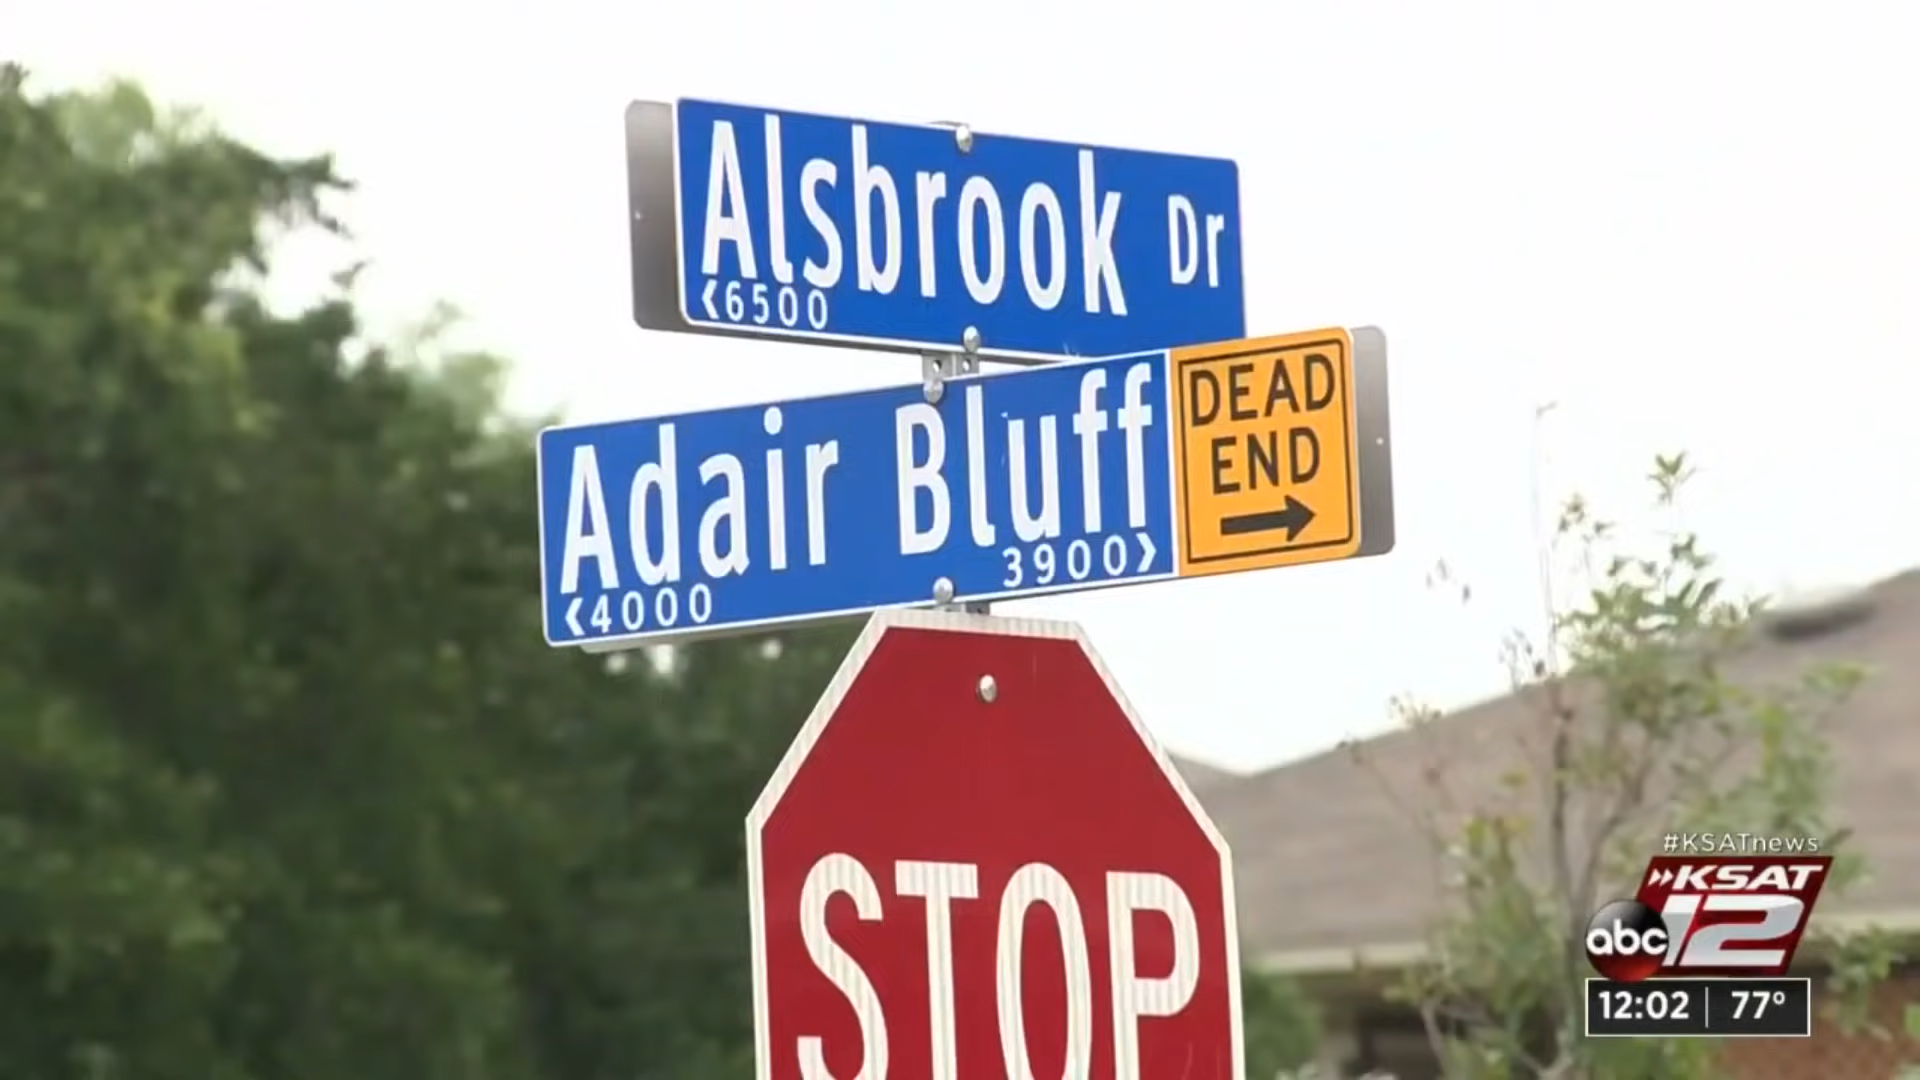 Alsbrook Dr
‹6500
Adair Bluff
‹4000 3900›
DEAD
END
→
STOP
#KSATnews
KSAT
abc 12
12:02 | 77°